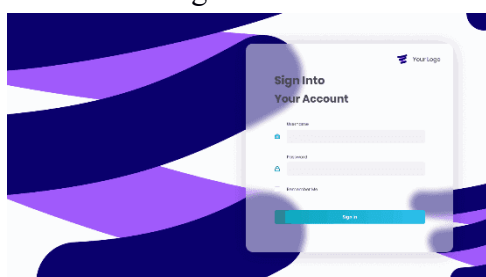 Your Logo
Sign Into
Your Account
Username
Password
Remember Me
Sign In